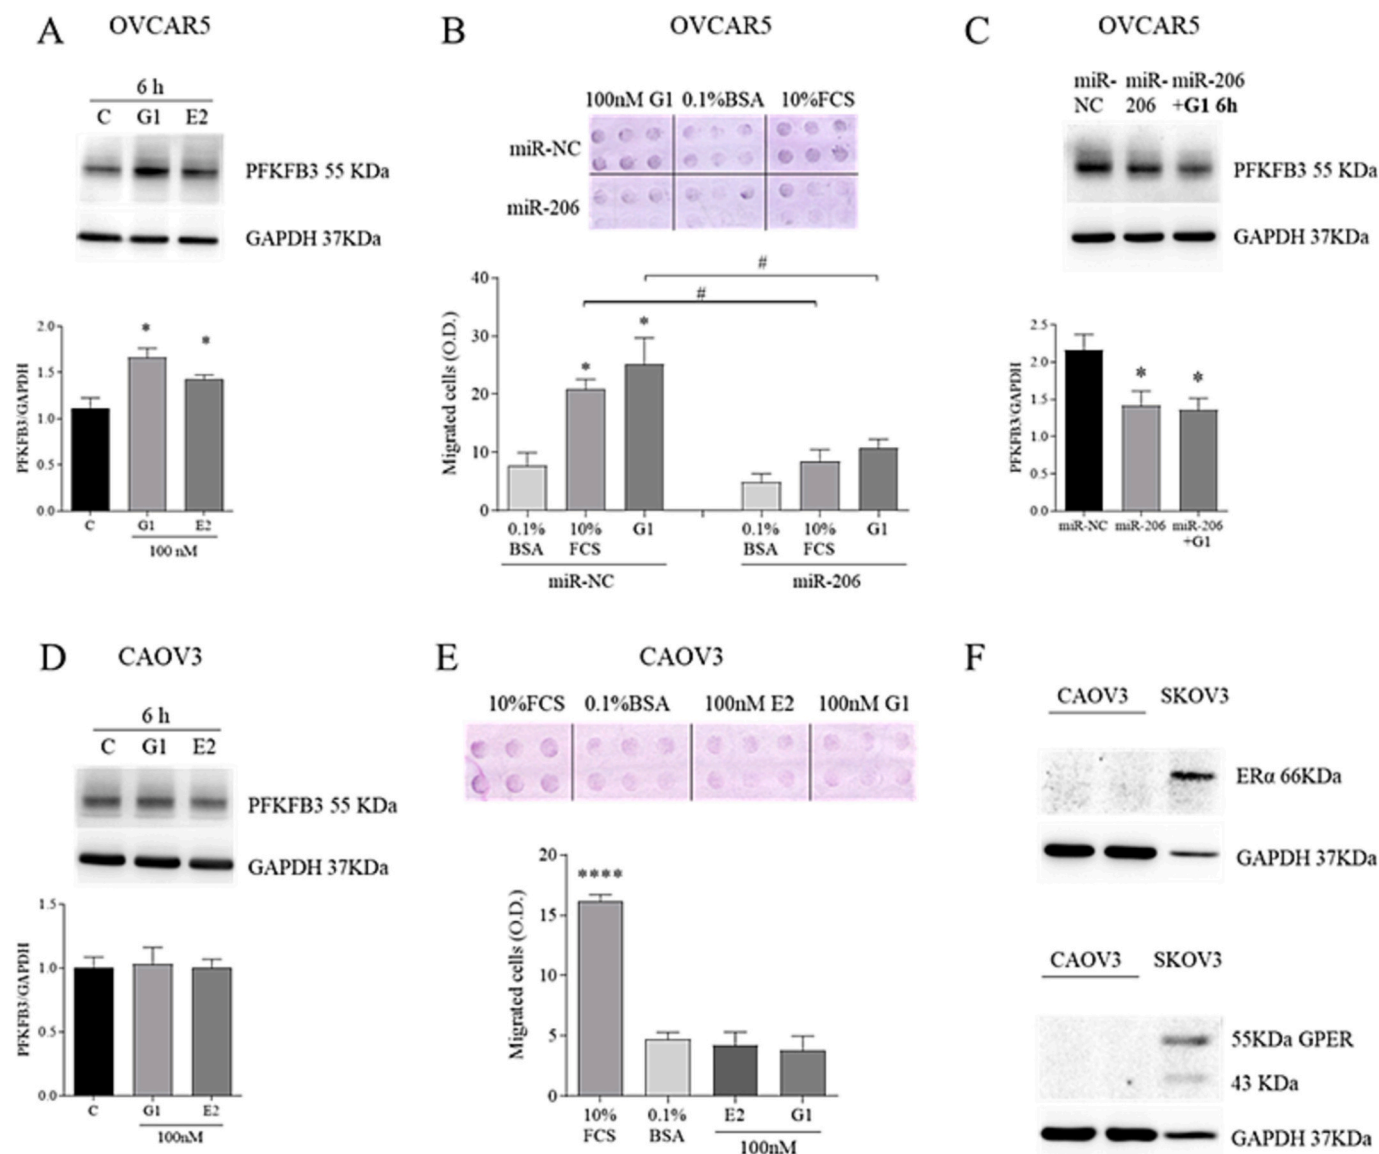 A OVCAR5
6 h
C G1 E2
PFKFB3 55 KDa
GAPDH 37KDa
PFKFB3/GAPDH
2.0
1.5
1.0
0.5
0.0
*
*
C G1 E2
100 nM
B OVCAR5
100nM G1 0.1%BSA 10%FCS
miR-NC
miR-206
Migrated cells (O.D.)
40
30
20
10
0
#
#
*
*
0.1% 10% G1 0.1% 10% G1
BSA FCS BSA FCS
miR-NC miR-206
C OVCAR5
miR- miR- miR-206
NC 206 +G1 6h
PFKFB3 55 KDa
GAPDH 37KDa
PFKFB3/GAPDH
2.5
2.0
1.5
1.0
0.5
0.0
* *
miR-NC miR-206 miR-206
+G1
D CAOV3
6 h
C G1 E2
PFKFB3 55 KDa
GAPDH 37KDa
PFKFB3/GAPDH
1.5
1.0
0.5
0.0
C G1 E2
100nM
E CAOV3
10%FCS 0.1%BSA 100nM E2 100nM G1
Migrated cells (O.D.)
20
15
10
5
0
****
10% 0.1% E2 G1
FCS BSA
100nM
F
CAOV3 SKOV3
ERα 66KDa
GAPDH 37KDa
CAOV3 SKOV3
55KDa GPER
43 KDa
GAPDH 37KDa